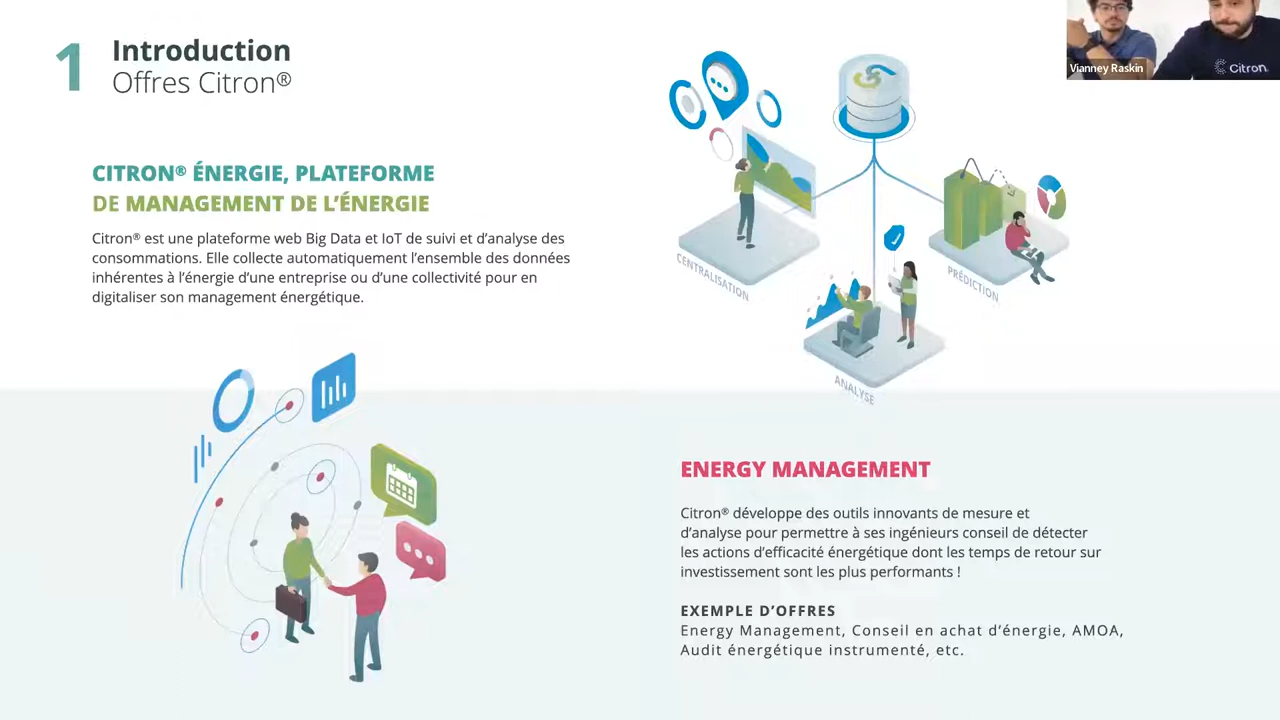 1
Introduction
Offres Citron®
Vianney Raskin
Citron.
CITRON® ÉNERGIE, PLATEFORME
DE MANAGEMENT DE L'ÉNERGIE
Citron® est une plateforme web Big Data et IoT de suivi et d'analyse des
consommations. Elle collecte automatiquement l'ensemble des données
inhérentes à l'énergie d'une entreprise ou d'une collectivité pour en
digitaliser son management énergétique.
CENTRALISATION
PRÉDICTION
ANALYSE
ENERGY MANAGEMENT
Citron® développe des outils innovants de mesure et
d'analyse pour permettre à ses ingénieurs conseil de détecter
les actions d'efficacité énergétique dont les temps de retour sur
investissement sont les plus performants !
EXEMPLE D'OFFRES
Energy Management, Conseil en achat d'énergie, AMOA,
Audit énergétique instrumenté, etc.